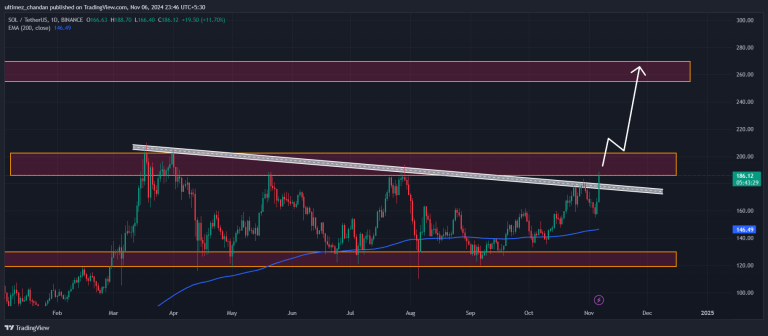 ultimez_chandan published on TradingView.com, Nov 06, 2024 23:46 UTC+5:30
SOL / TetherUS, 1D, BINANCE O166.63 H188.70 L166.40 C186.12 +19.50 (+11.70%)
EMA (200, close) 146.49
300.00
280.00
260.00
240.00
220.00
200.00
186.12
05:43:29
160.00
146.49
140.00
120.00
100.00
Feb Mar Apr May Jun Jul Aug Sep Oct Nov Dec 2025
TradingView